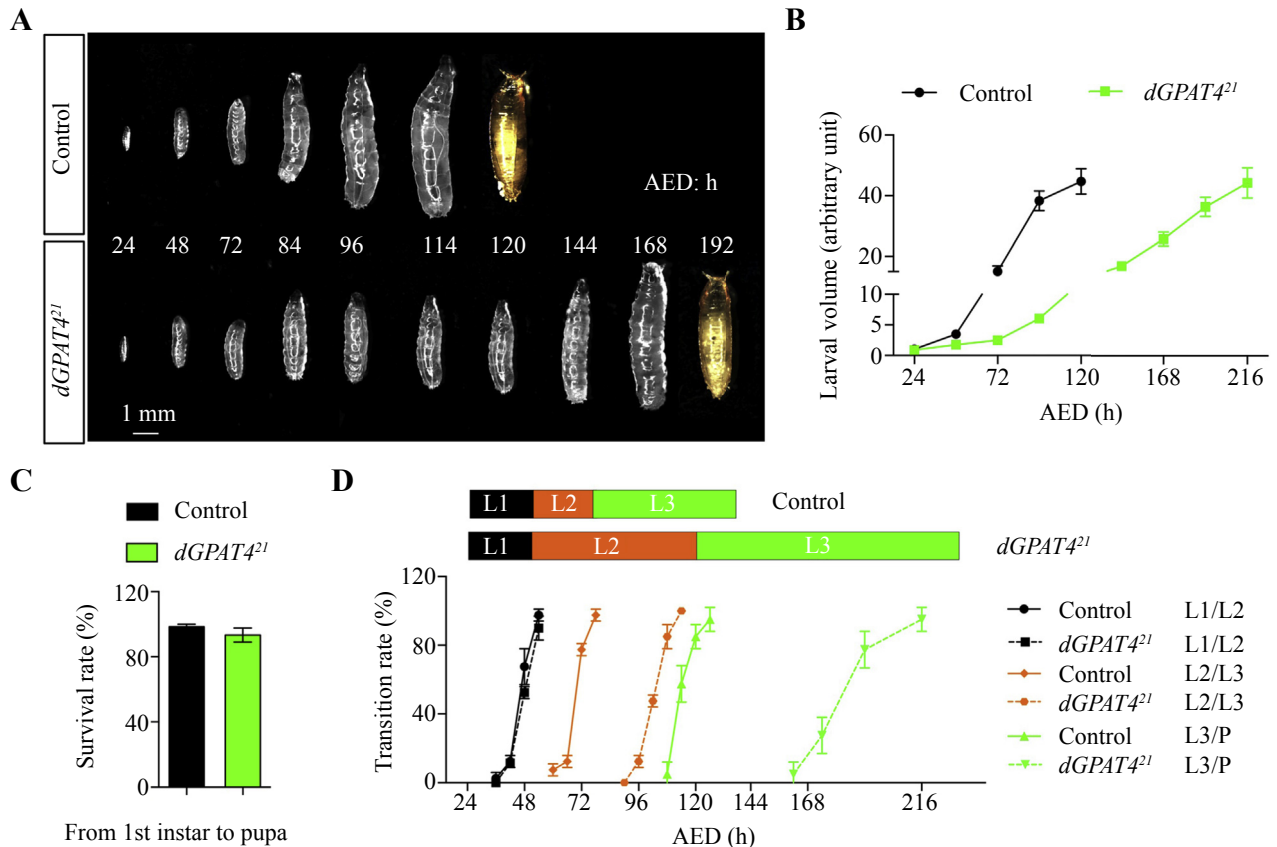 A
Control
AED: h
24 48 72 84 96 114 120 144 168 192
dGPAT4²¹
1 mm
B
Control
dGPAT4²¹
Larval volume (arbitrary unit)
60
40
20
10
5
0
24 72 120 168 216
AED (h)
C
Control
dGPAT4²¹
Survival rate (%)
120
80
40
0
From 1st instar to pupa
D
L1 L2 L3 Control
L1 L2 L3 dGPAT4²¹
Transition rate (%)
120
80
40
0
24 48 72 96 120 144 168 216
AED (h)
Control L1/L2
dGPAT4²¹ L1/L2
Control L2/L3
dGPAT4²¹ L2/L3
Control L3/P
dGPAT4²¹ L3/P